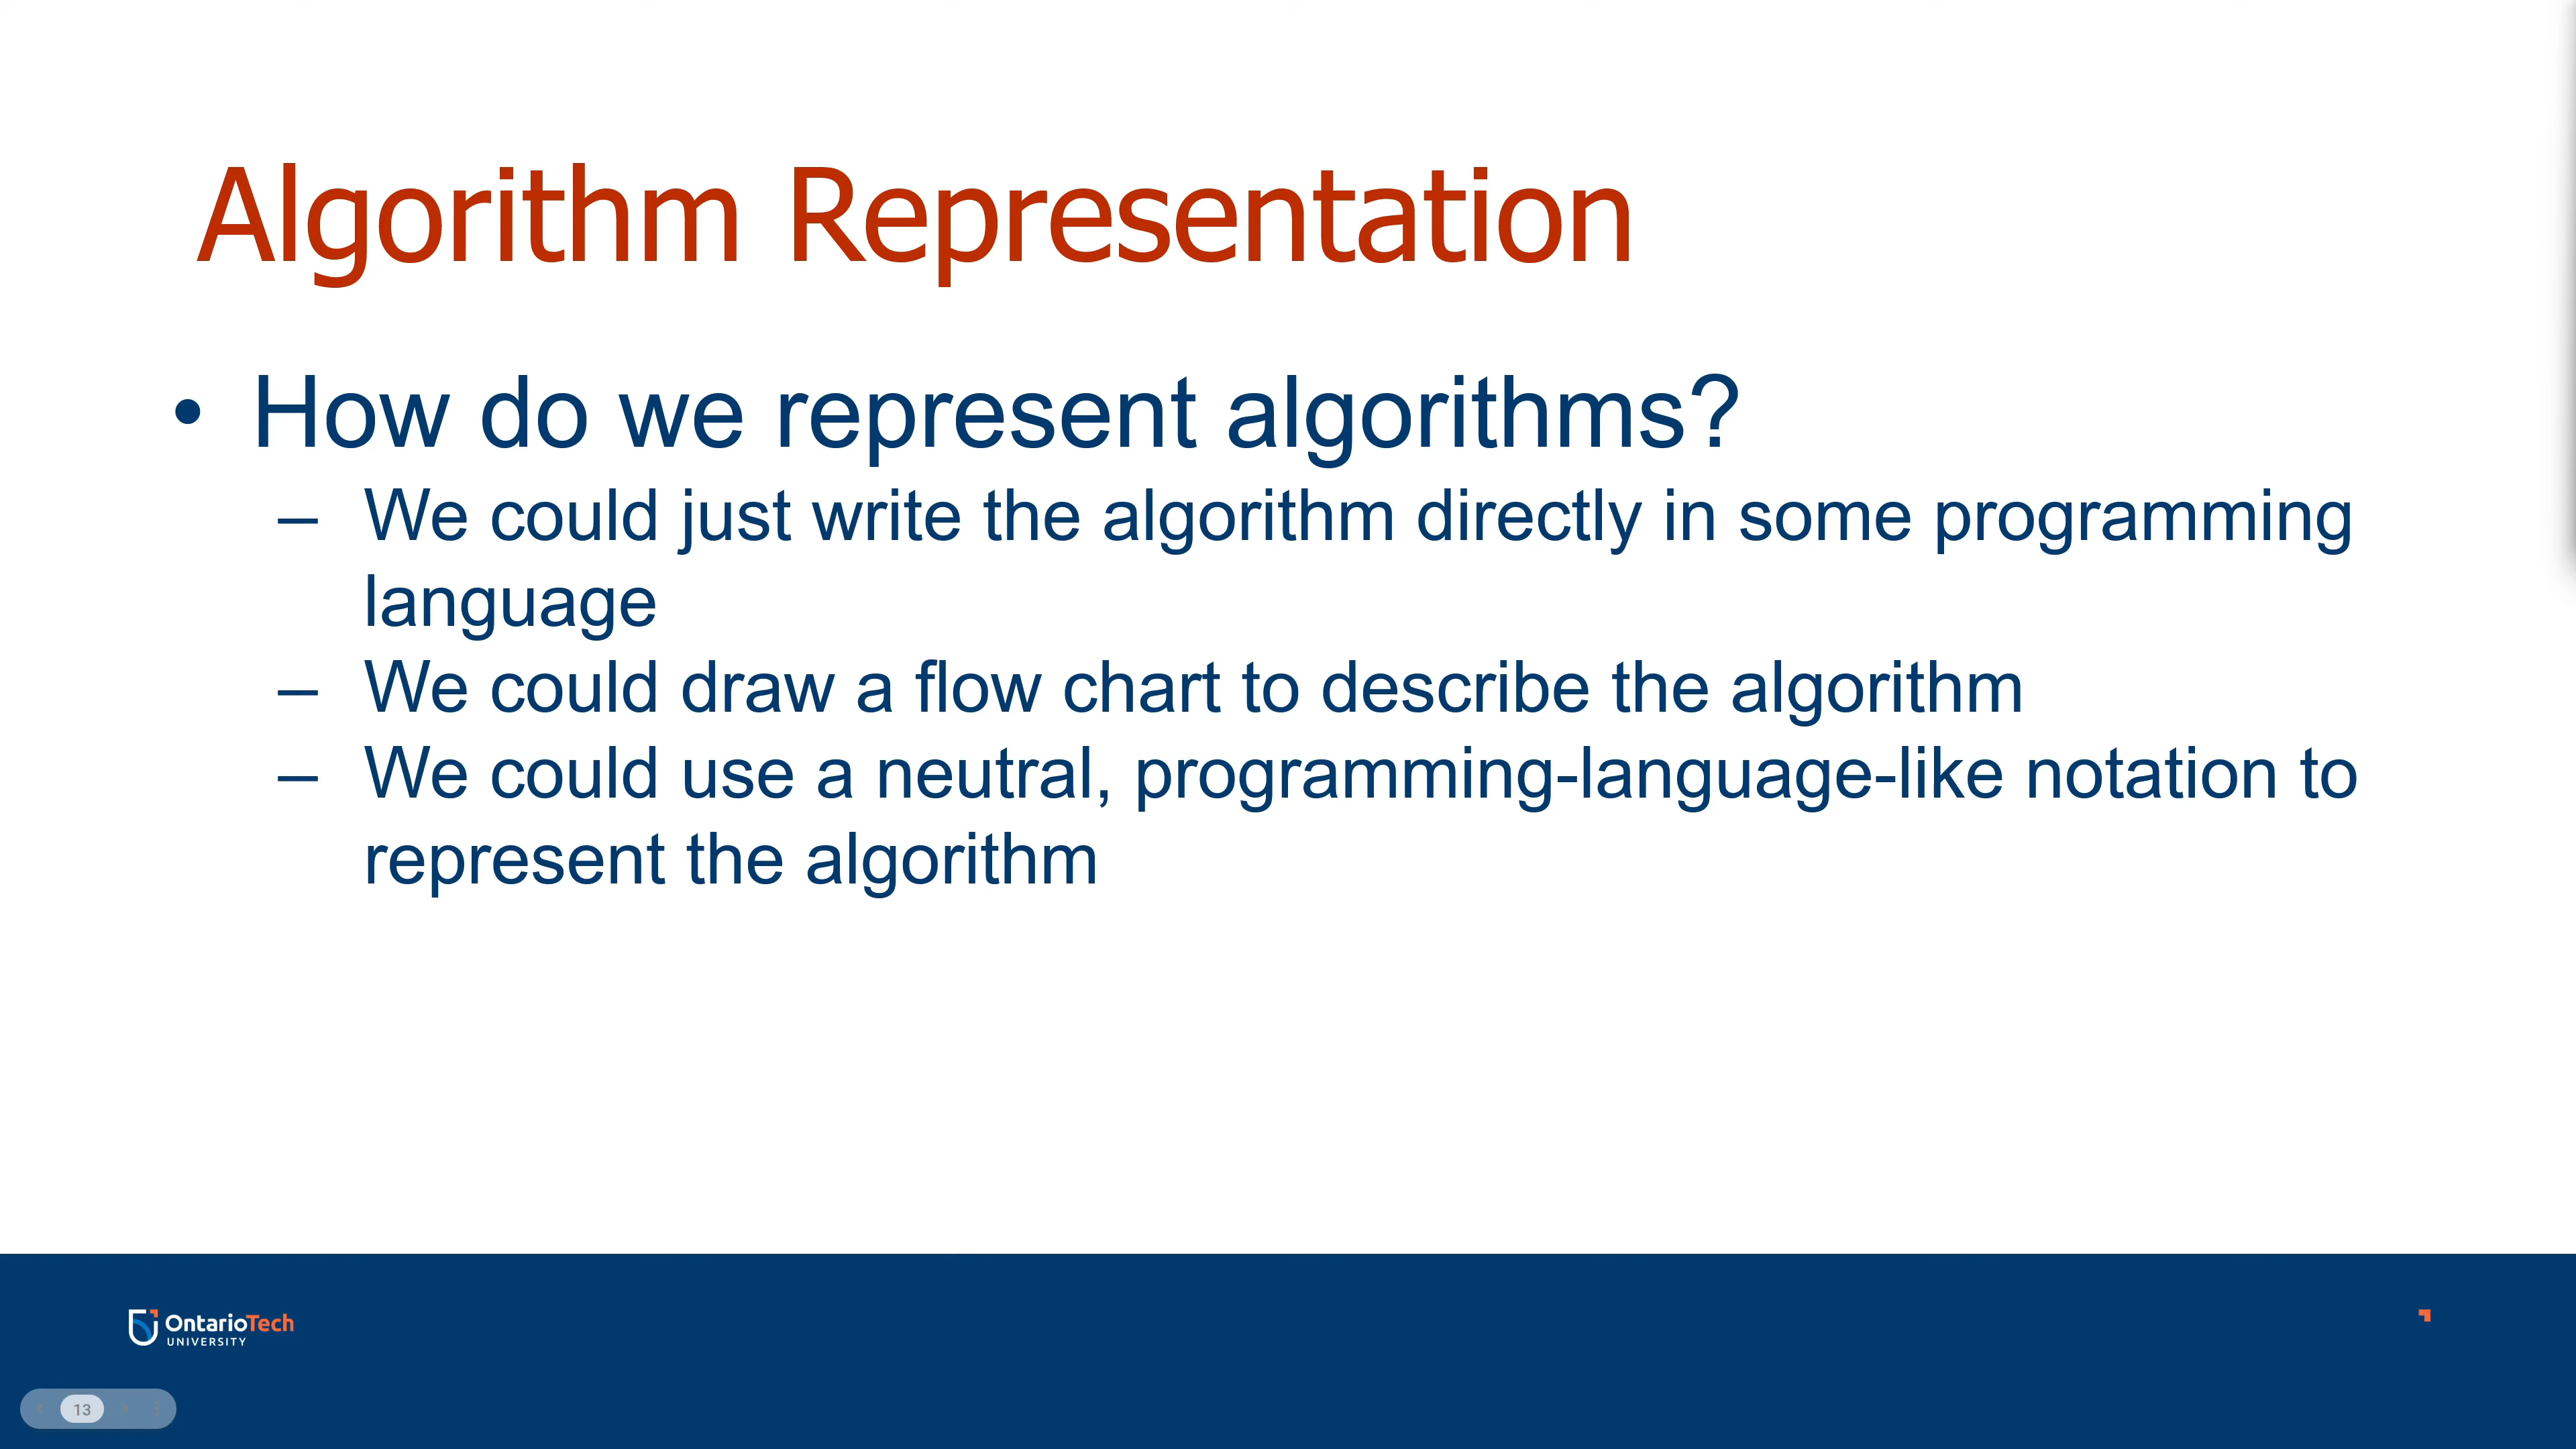 Algorithm Representation
• How do we represent algorithms?
– We could just write the algorithm directly in some programming
language
– We could draw a flow chart to describe the algorithm
– We could use a neutral, programming-language-like notation to
represent the algorithm
OntarioTech
UNIVERSITY
13